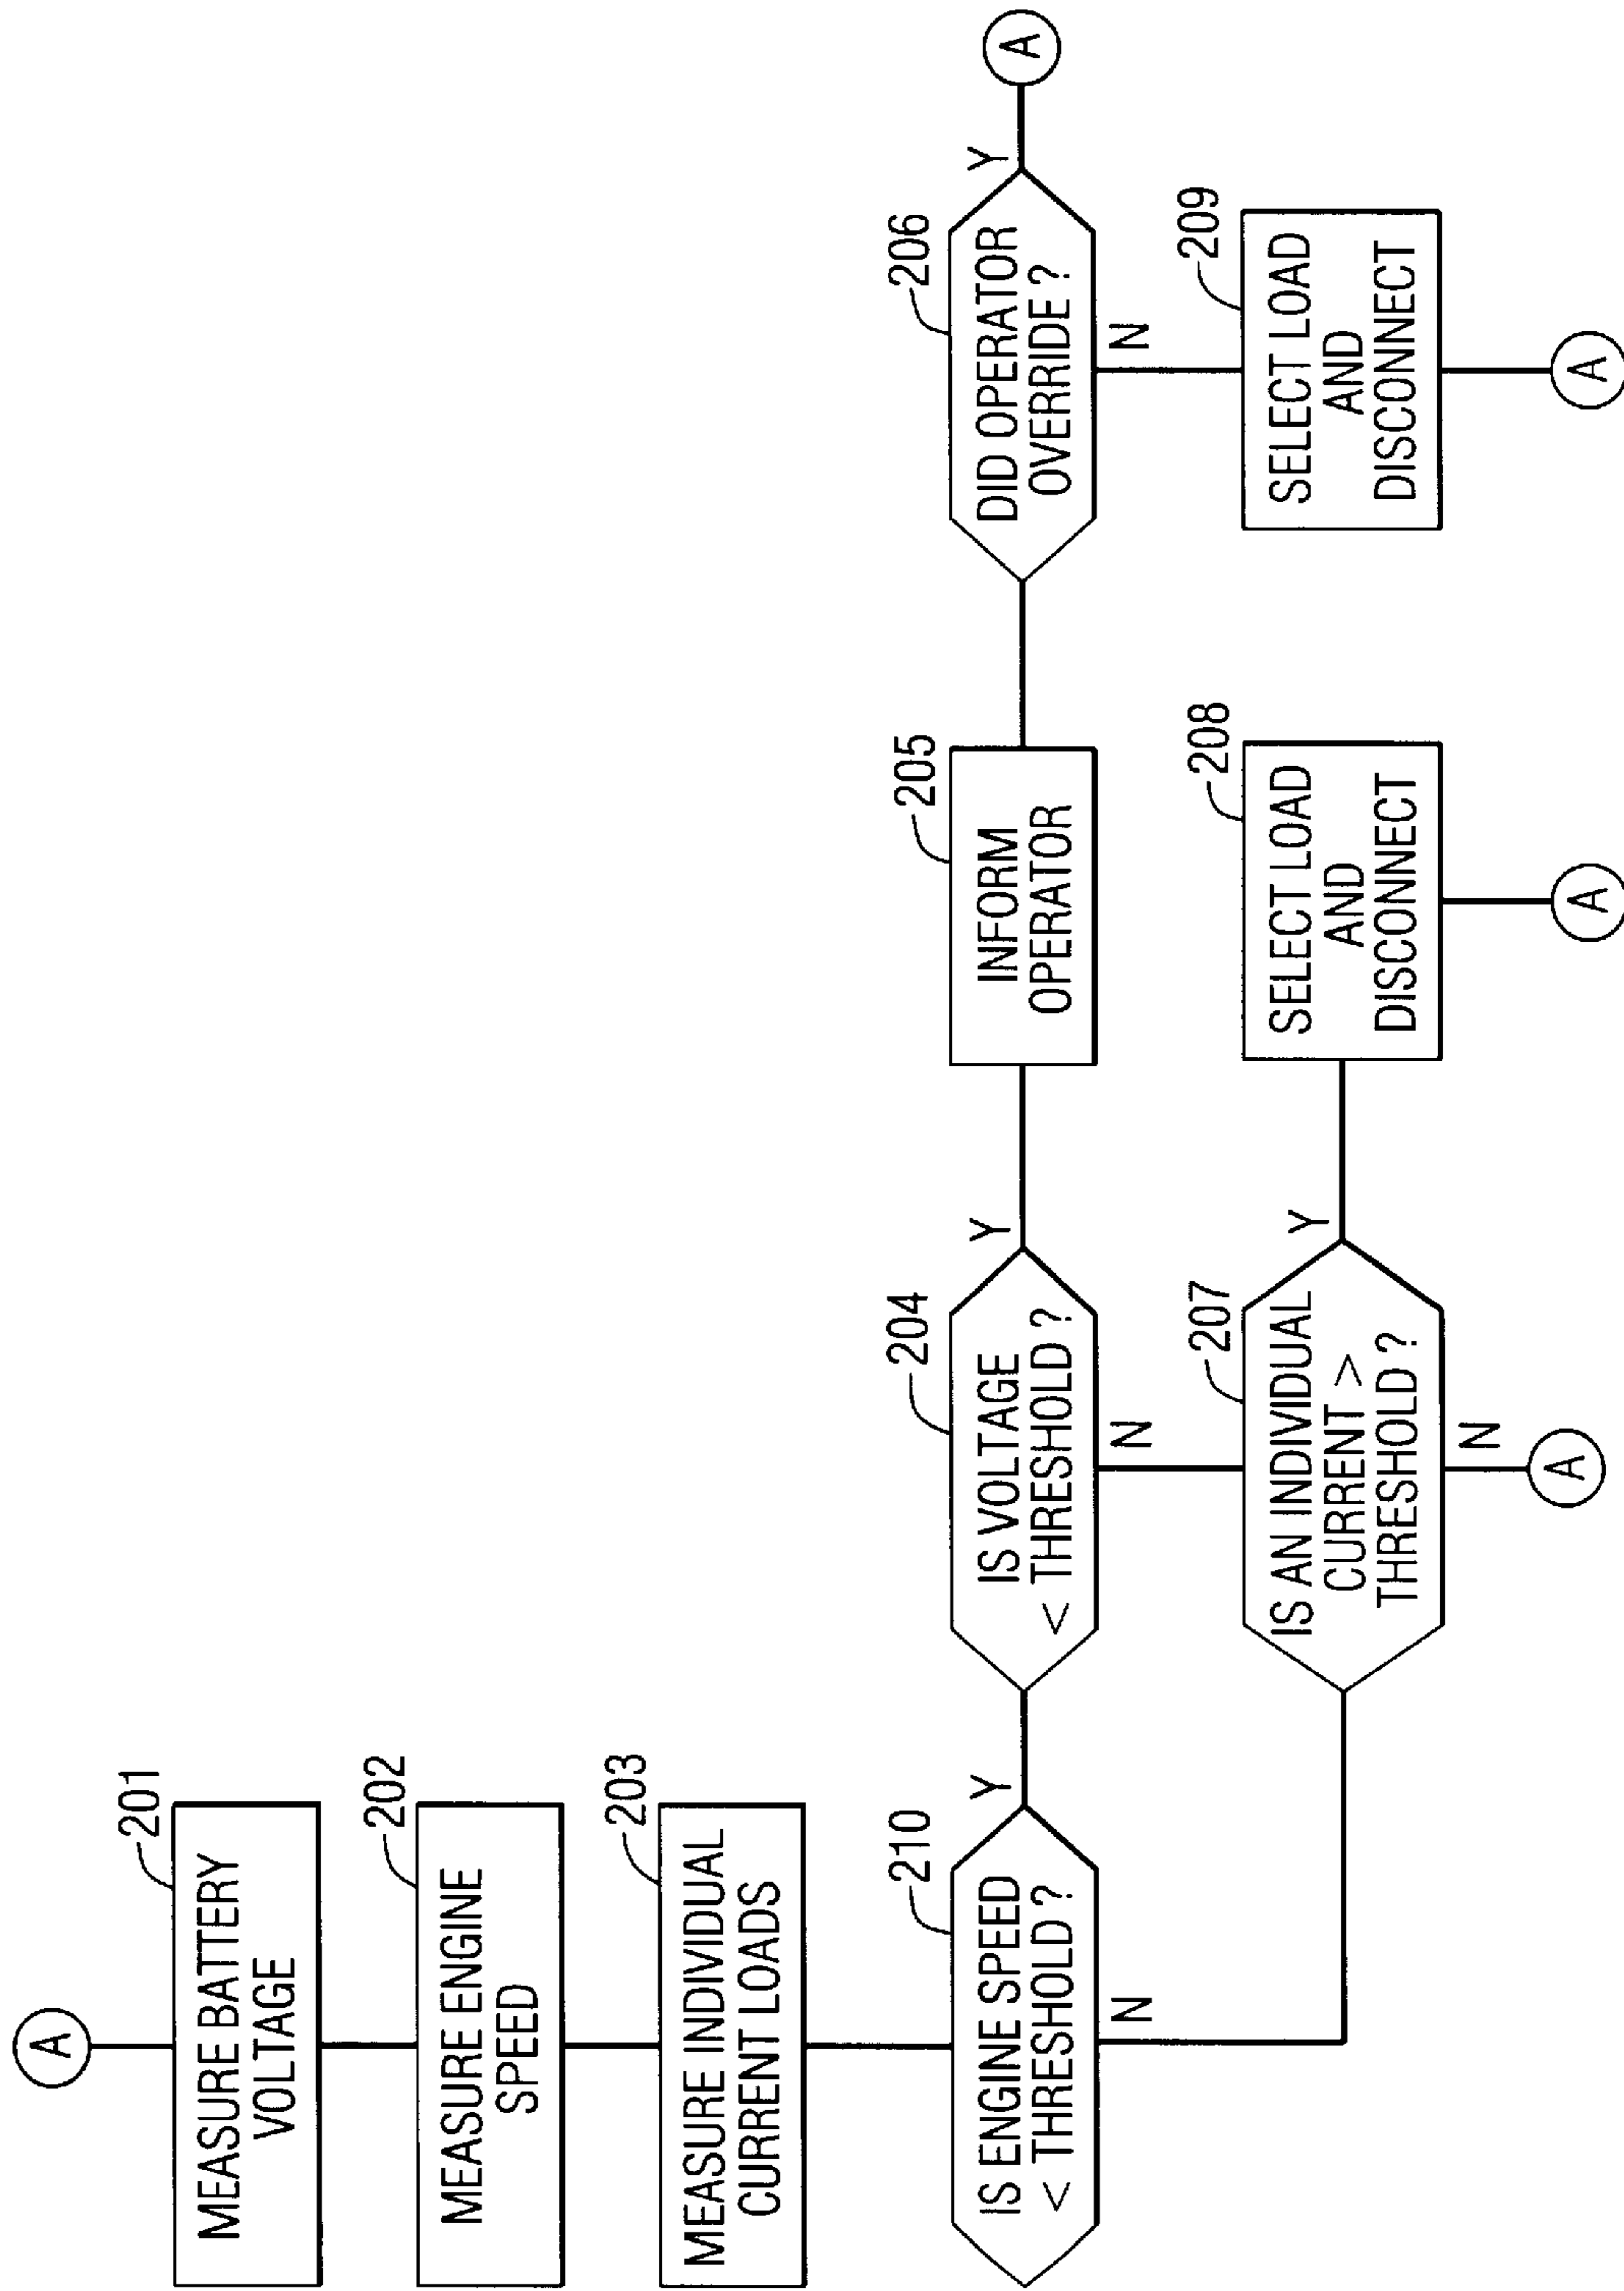 A
201
MEASURE BATTERY
VOLTAGE
202
MEASURE ENGINE
SPEED
203
MEASURE INDIVIDUAL
CURRENT LOADS
210
IS ENGINE SPEED
< THRESHOLD ?
Y
N
204
IS VOLTAGE
< THRESHOLD ?
Y
N
205
INFORM
OPERATOR
206
DID OPERATOR
OVERRIDE ?
Y
A
N
207
IS AN INDIVIDUAL
CURRENT >
THRESHOLD ?
Y
N
A
208
SELECT LOAD
AND
DISCONNECT
A
209
SELECT LOAD
AND
DISCONNECT
A